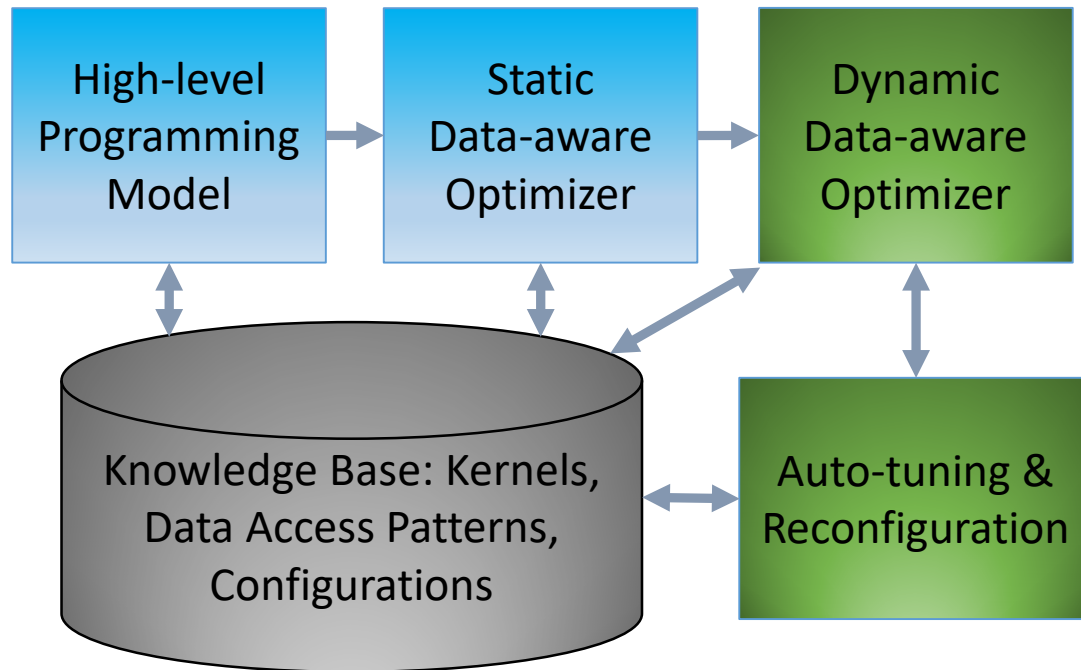 High-level
Programming
Model
Static
Data-aware
Optimizer
Dynamic
Data-aware
Optimizer
Knowledge Base: Kernels,
Data Access Patterns,
Configurations
Auto-tuning &
Reconfiguration